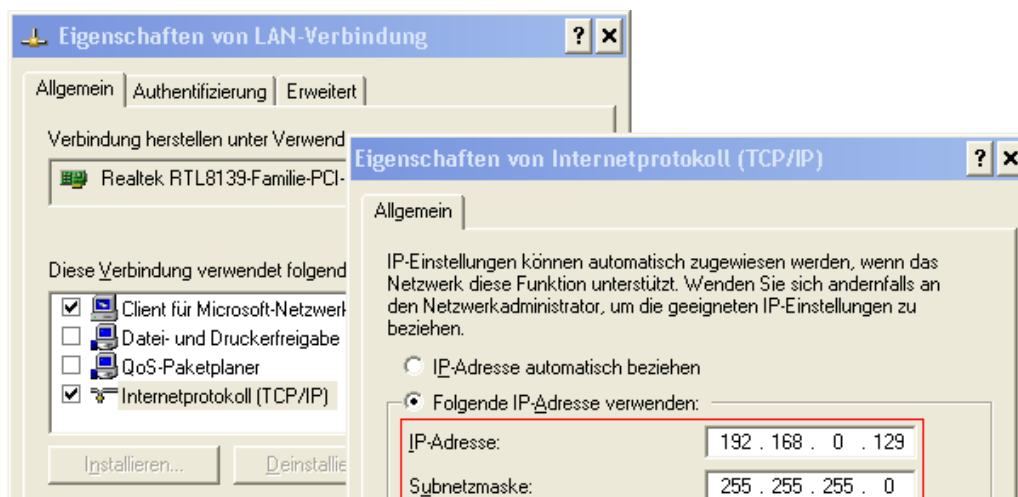 Eigenschaften von LAN-Verbindung
Allgemein Authentifizierung Erweitert
Verbindung herstellen unter Verwend
Realtek RTL8139-Familie-PCI-
Diese Verbindung verwendet folgend
Client für Microsoft-Netzwerk
Datei- und Druckerfreigabe
QoS-Paketplaner
Internetprotokoll (TCP/IP)
Installieren... Deinstallie
Eigenschaften von Internetprotokoll (TCP/IP)
Allgemein
IP-Einstellungen können automatisch zugewiesen werden, wenn das
Netzwerk diese Funktion unterstützt. Wenden Sie sich andernfalls an
den Netzwerkadministrator, um die geeigneten IP-Einstellungen zu
beziehen.
IP-Adresse automatisch beziehen
Folgende IP-Adresse verwenden:
IP-Adresse: 192 . 168 . 0 . 129
Subnetzmaske: 255 . 255 . 255 . 0